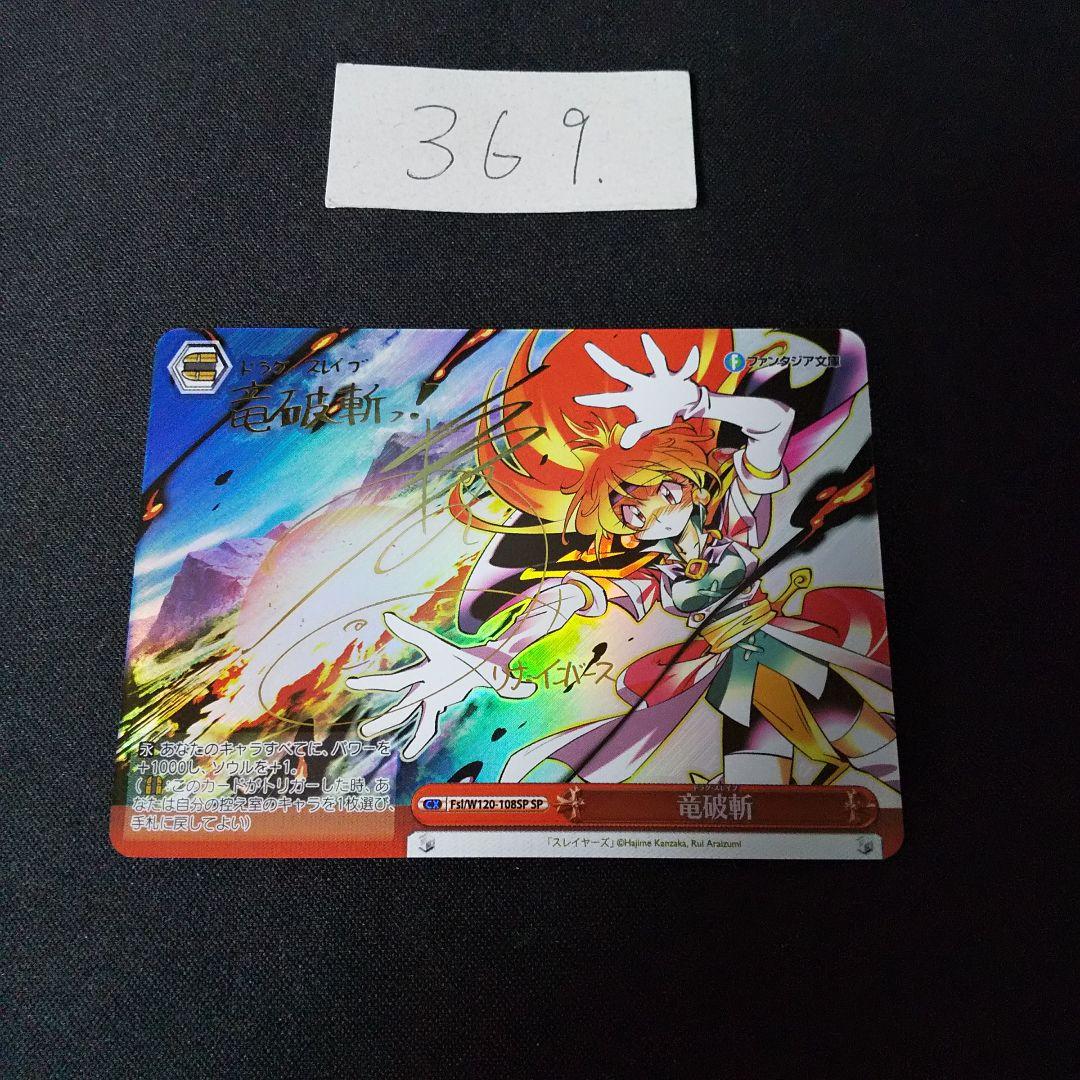 369.
ドラグ スレイブ
竜破斬っ!
ファンタジア文庫
リナ=インバース
永 あなたのキャラすべてに、パワーを
+1000し、ソウルを+1。
(:このカードがトリガーした時、あ
なたは自分の控え室のキャラを1枚選び、
手札に戻してよい)
CX Fsl/W120-108SP SP
ドラグ・スレイブ
竜破斬
「スレイヤーズ」©Hajime Kanzaka, Rui Araizumi